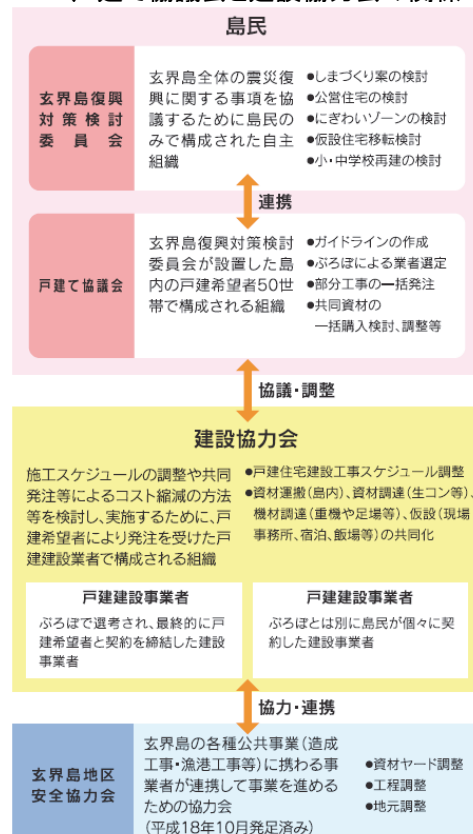 島民
玄界島復興
対策検討
委員会
玄界島全体の震災復
興に関する事項を協
議するために島民の
みで構成された自主
組織
●しまづくり案の検討
●公営住宅の検討
●にぎわいゾーンの検討
●仮設住宅移転検討
●小・中学校再建の検討
連携
戸建て協議会
玄界島復興対策検討
委員会が設置した島
内の戸建希望者50世
帯で構成される組織
●ガイドラインの作成
●ぷろぽによる業者選定
●部分工事の一括発注
●共同資材の
一括購入検討、調整等
協議・調整
建設協力会
施工スケジュールの調整や共同
発注等によるコスト縮減の方法
等を検討し、実施するために、戸
建希望者により発注を受けた戸
建建設業者で構成される組織
●戸建住宅建設工事スケジュール調整
●資材運搬(島内)、資材調達(生コン等)、
機材調達(重機や足場等)、仮設(現場
事務所、宿泊、飯場等)の共同化
戸建建設事業者
ぷろぽで選考され、最終的に戸
建希望者と契約を締結した建設
事業者
戸建建設事業者
ぷろぽとは別に島民が個々に契
約した建設事業者
協力・連携
玄界島地区
安全協力会
玄界島の各種公共事業(造成
工事・漁港工事等)に携わる事
業者が連携して事業を進める
ための協力会
(平成18年10月発足済み)
●資材ヤード調整
●工程調整
●地元調整